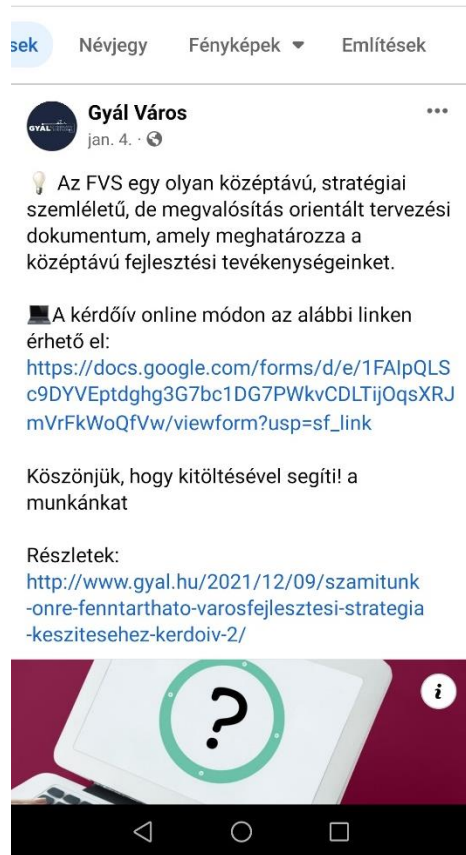 sek Névjegy Fényképek Említések
GYÁL
Gyál Város
jan. 4. ·
Az FVS egy olyan középtávú, stratégiai
szemléletű, de megvalósítás orientált tervezési
dokumentum, amely meghatározza a
középtávú fejlesztési tevékenységeinket.
A kérdőív online módon az alábbi linken
érhető el:
https://docs.google.com/forms/d/e/1FAIpQLS
c9DYVEptdghg3G7bc1DG7PWkvCDLTijOqsXRJ
mVrFkWoQfVw/viewform?usp=sf_link
Köszönjük, hogy kitöltésével segíti! a
munkánkat
Részletek:
http://www.gyal.hu/2021/12/09/szamitunk
-onre-fenntarthato-varosfejlesztesi-strategia
-keszitesehez-kerdoiv-2/
?
i